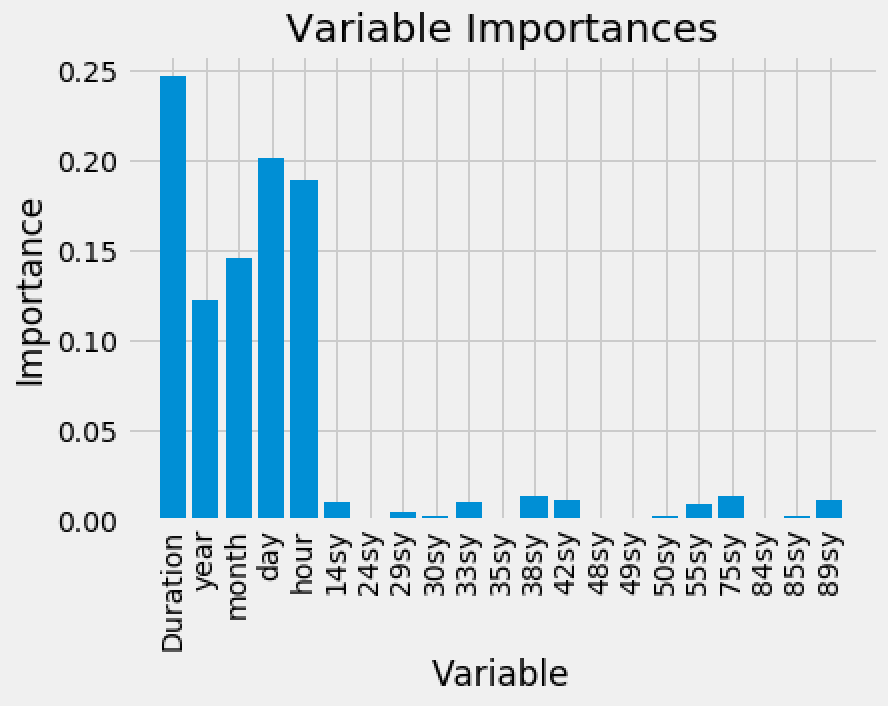 Variable Importances
Importance
0.25
0.20
0.15
0.10
0.05
0.00
Duration
year
month
day
hour
14sy
24sy
29sy
30sy
33sy
35sy
38sy
42sy
48sy
49sy
50sy
55sy
75sy
84sy
85sy
89sy
Variable